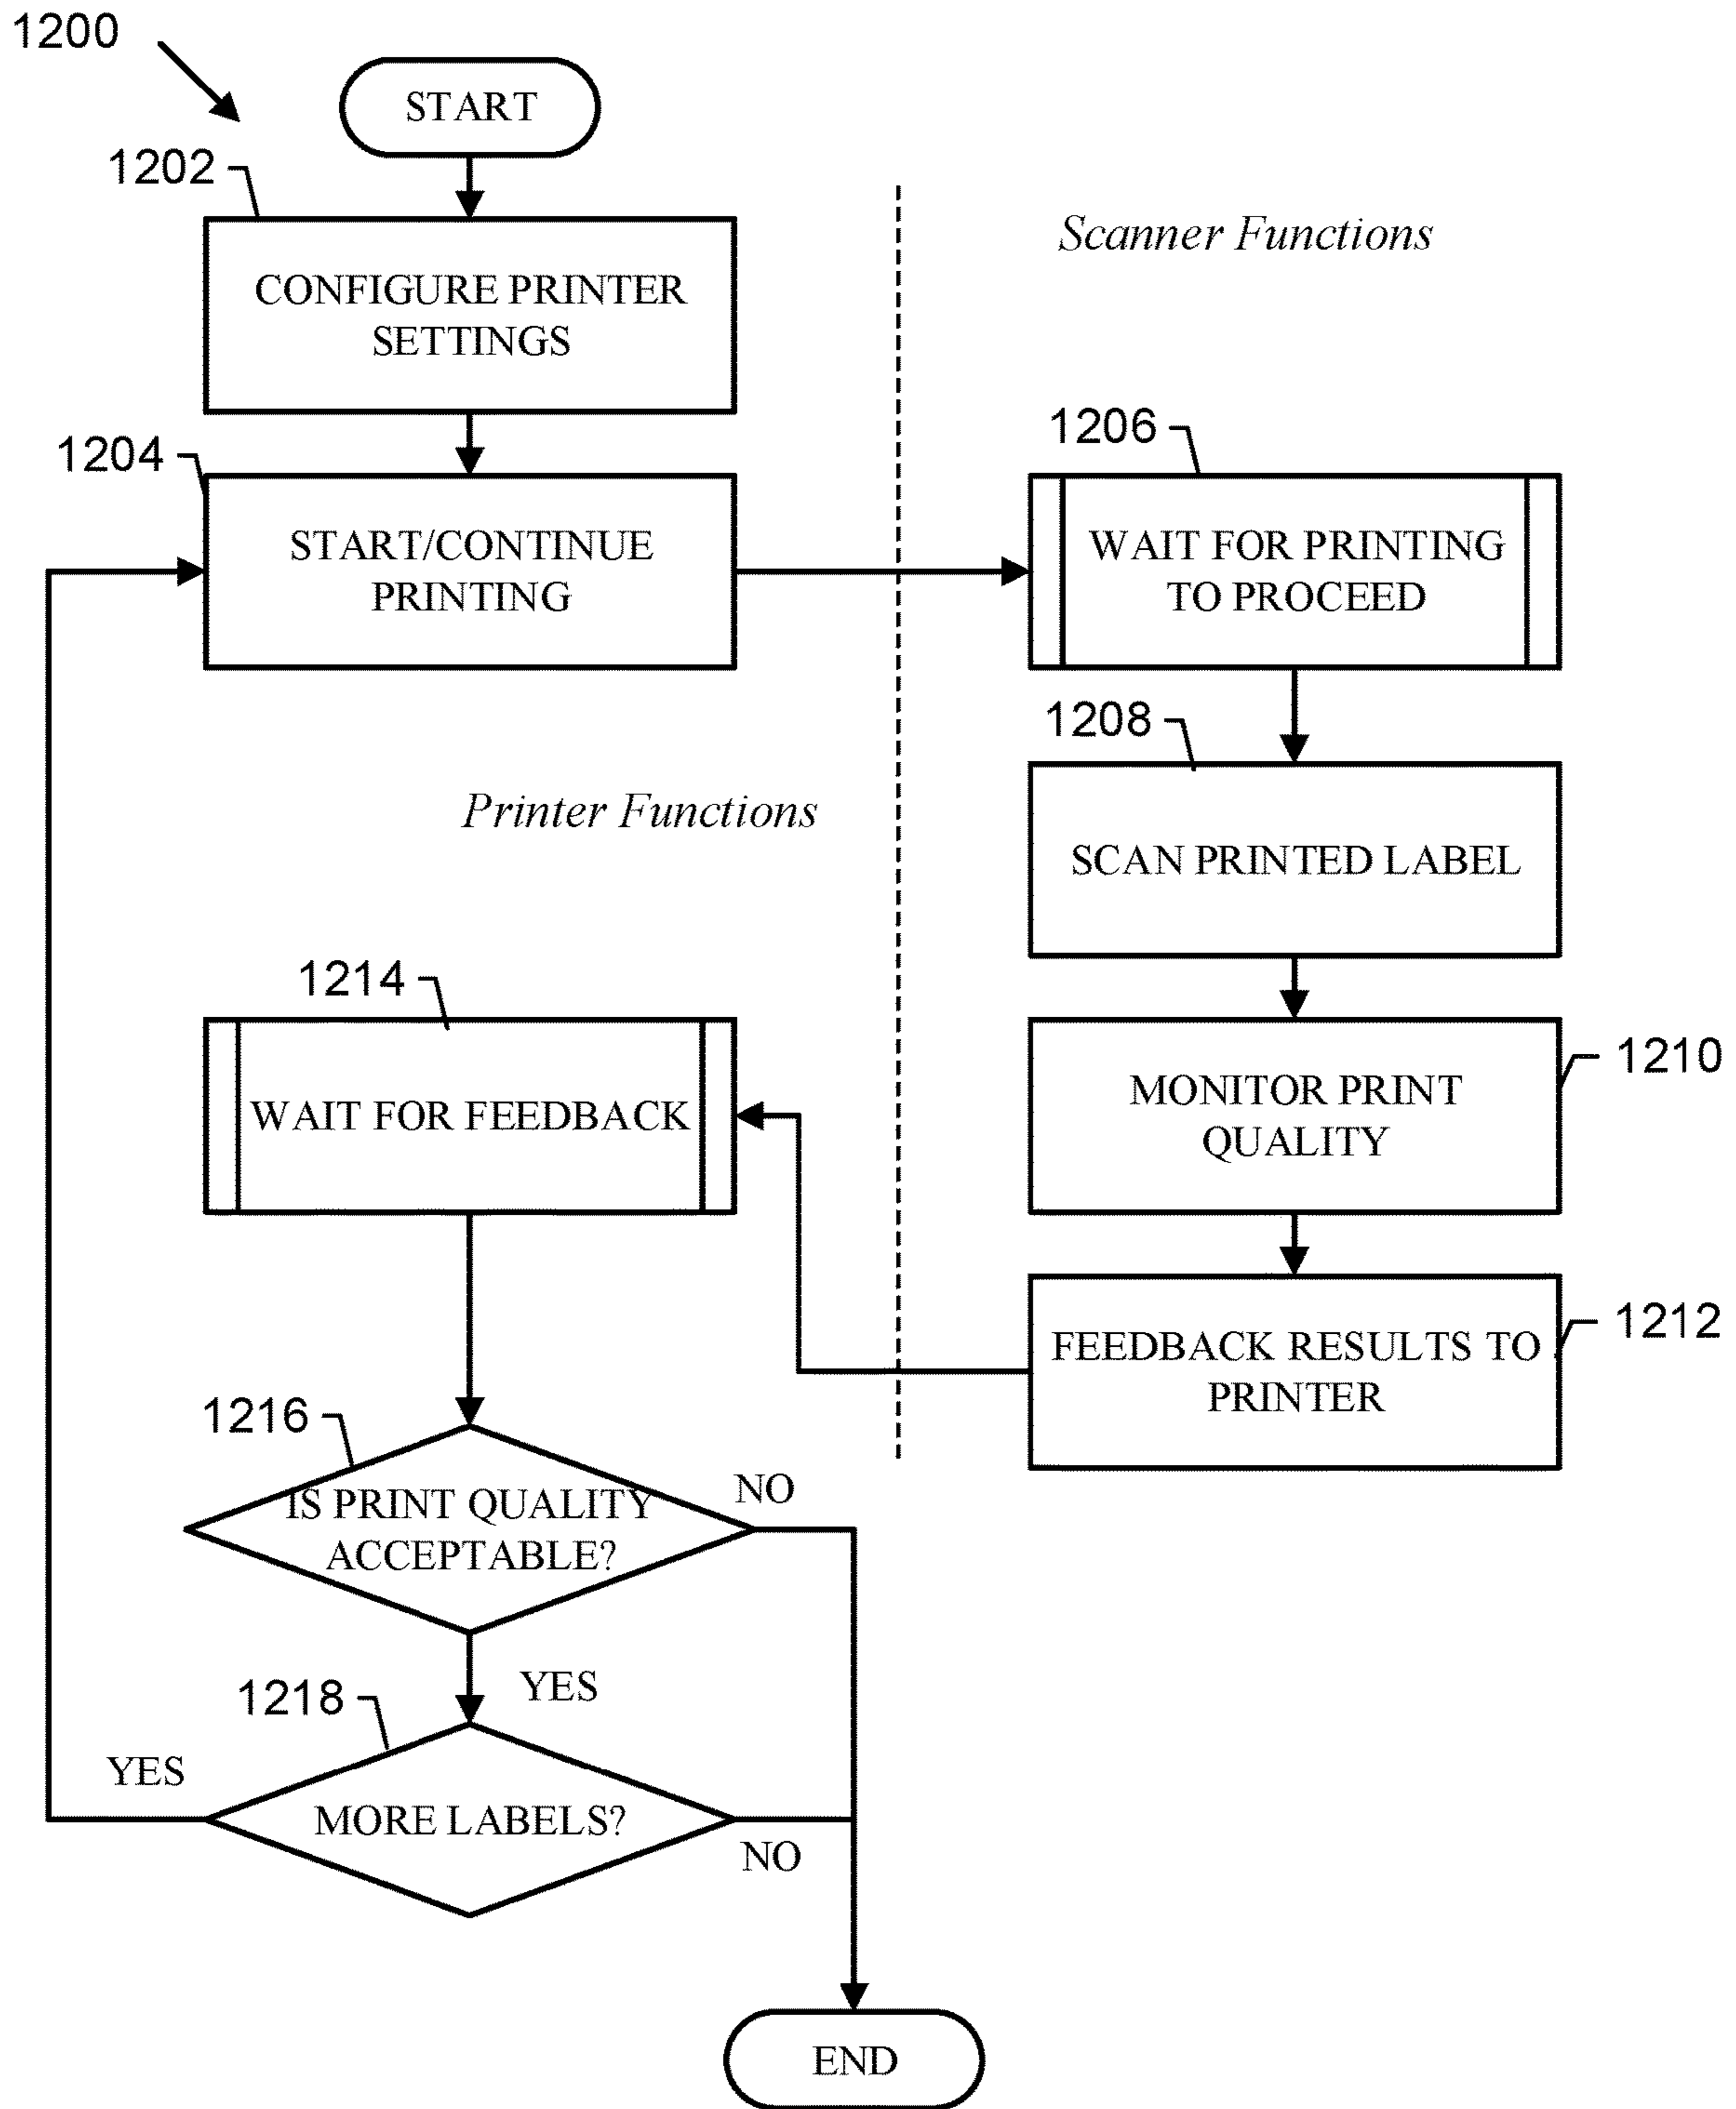 1200
START
1202
CONFIGURE PRINTER
SETTINGS
Scanner Functions
1204
START/CONTINUE
PRINTING
1206
WAIT FOR PRINTING
TO PROCEED
1208
SCAN PRINTED LABEL
Printer Functions
1210
MONITOR PRINT
QUALITY
1212
FEEDBACK RESULTS TO
PRINTER
1214
WAIT FOR FEEDBACK
1216
IS PRINT QUALITY
ACCEPTABLE?
NO
YES
1218
MORE LABELS?
YES
NO
END